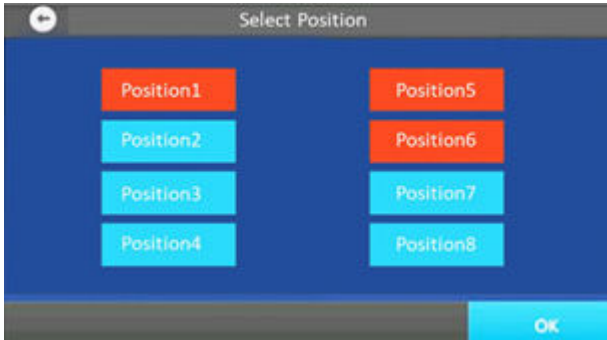 Select Position
Position1
Position2
Position3
Position4
Position5
Position6
Position7
Position8
OK